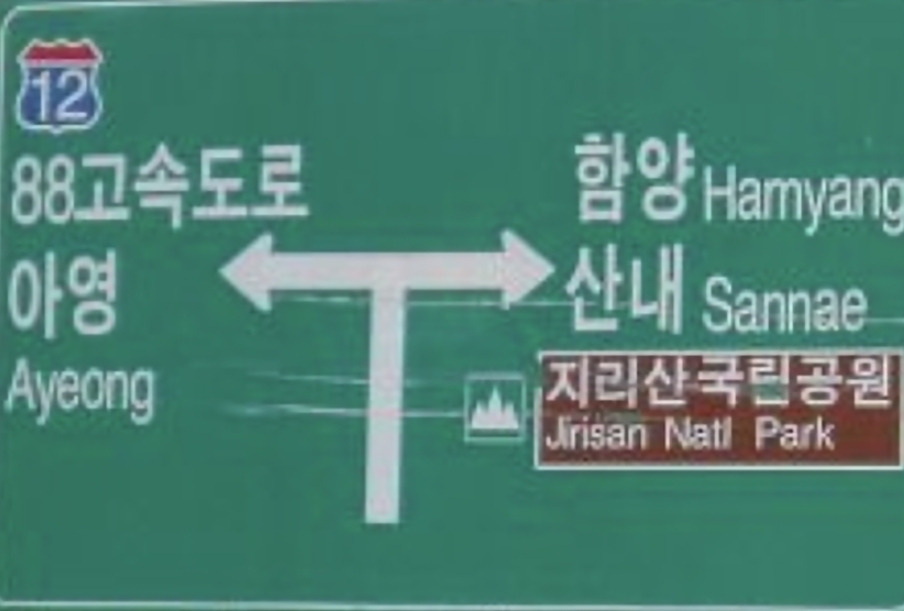 12
88고속도로
아영
Ayeong
함양 Hamyang
산내 Sannae
지리산국립공원
Jirisan Natl Park